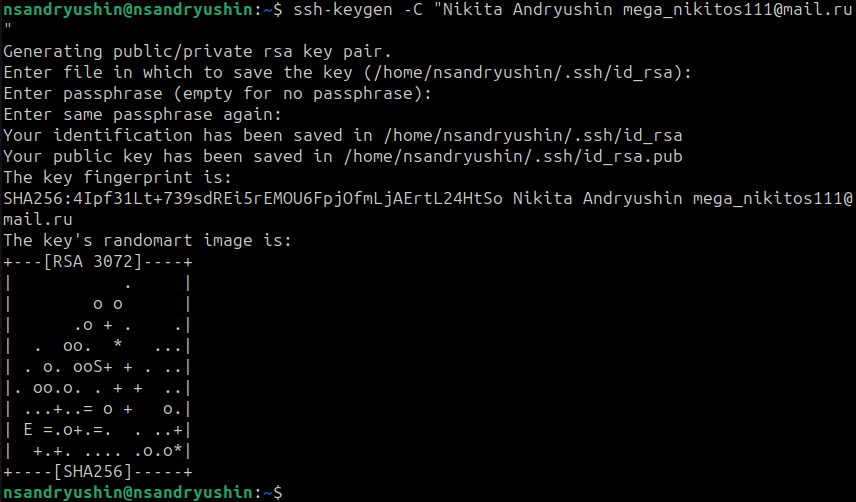 nsandryushin@nsandryushin:~$ ssh-keygen -C "Nikita Andryushin mega_nikitos111@mail.ru
"
Generating public/private rsa key pair.
Enter file in which to save the key (/home/nsandryushin/.ssh/id_rsa):
Enter passphrase (empty for no passphrase):
Enter same passphrase again:
Your identification has been saved in /home/nsandryushin/.ssh/id_rsa
Your public key has been saved in /home/nsandryushin/.ssh/id_rsa.pub
The key fingerprint is:
SHA256:4Ipf31Lt+739sdREi5rEMOU6FpjOfmLjAErtL24HtSo Nikita Andryushin mega_nikitos111@
mail.ru
The key's randomart image is:
+---[RSA 3072]----+
|            .     |
|         o o      |
|       .o + .    .|
|  .  oo.  *   ...|
| . o. ooS+ + . ..|
|. oo.o. . + +  ..|
| ...+..= o +   o.|
| E =.o+.=.  . ..+|
|  +.+. .... .o.o*|
+----[SHA256]-----+
nsandryushin@nsandryushin:~$